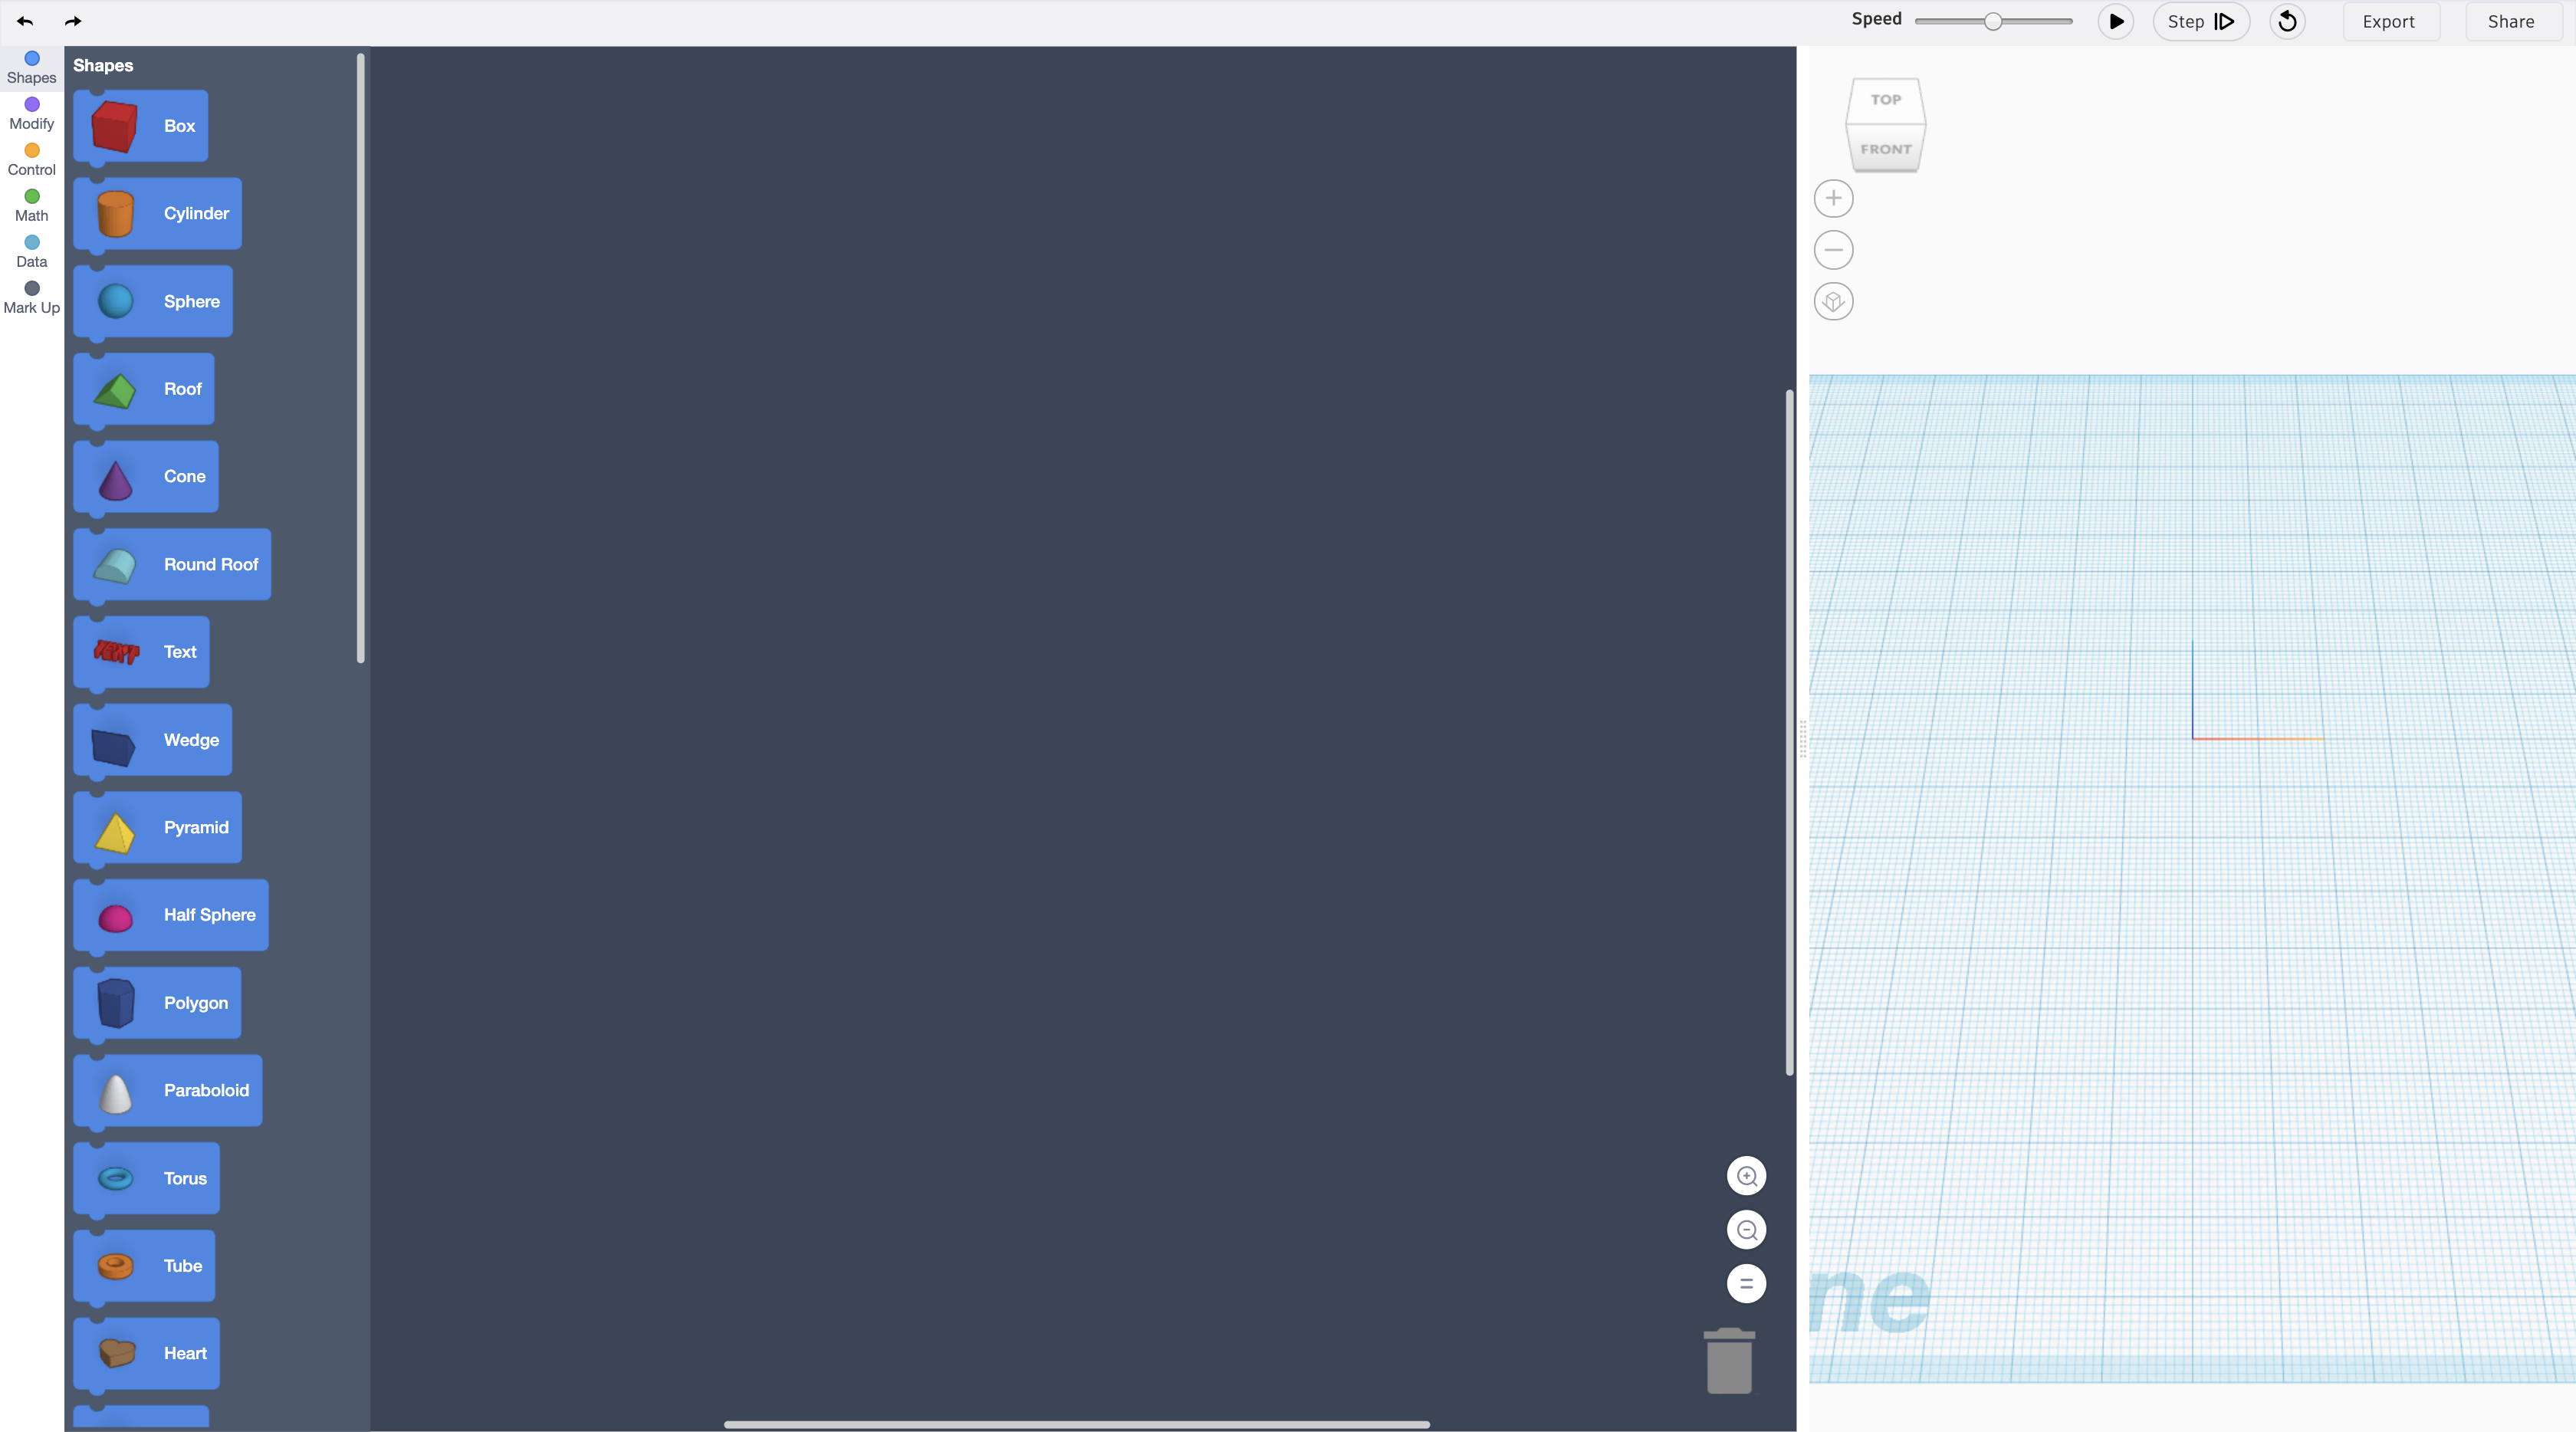 Speed
Step
Export
Share
Shapes
Modify
Control
Math
Data
Mark Up
Shapes
Box
Cylinder
Sphere
Roof
Cone
Round Roof
TEXT
Text
Wedge
Pyramid
Half Sphere
Polygon
Paraboloid
Torus
Tube
Heart
TOP
FRONT
ne